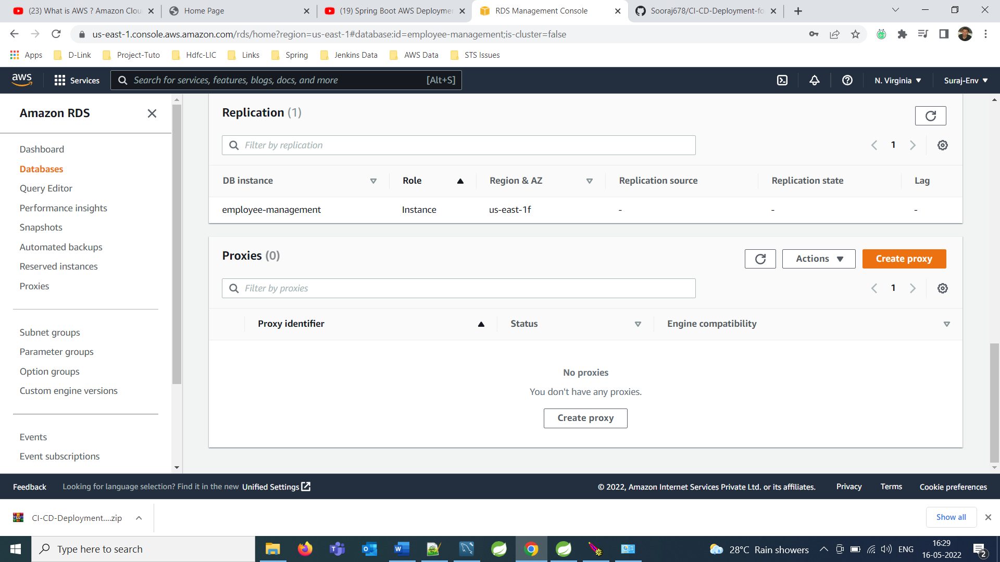 (23) What is AWS ? Amazon Clou
Home Page
(19) Spring Boot AWS Deployme
RDS Management Console
Sooraj678/CI-CD-Deployment-fo
us-east-1.console.aws.amazon.com/rds/home?region=us-east-1#database:id=employee-management;is-cluster=false
Apps
D-Link
Project-Tuto
Hdfc-LIC
Links
Spring
Jenkins Data
AWS Data
STS Issues
aws
Services
Search for services, features, blogs, docs, and more
[Alt+S]
N. Virginia
Suraj-Env
Amazon RDS
Dashboard
Databases
Query Editor
Performance insights
Snapshots
Automated backups
Reserved instances
Proxies
Subnet groups
Parameter groups
Option groups
Custom engine versions
Events
Event subscriptions
Replication (1)
Filter by replication
1
DB instance
Role
Region & AZ
Replication source
Replication state
Lag
employee-management
Instance
us-east-1f
-
-
-
Proxies (0)
Actions
Create proxy
Filter by proxies
1
Proxy identifier
Status
Engine compatibility
No proxies
You don't have any proxies.
Create proxy
Feedback
Looking for language selection? Find it in the new Unified Settings
© 2022, Amazon Internet Services Private Ltd. or its affiliates.
Privacy
Terms
Cookie preferences
CI-CD-Deployment....zip
Show all
Type here to search
28°C Rain showers
ENG
16:29
16-05-2022
2